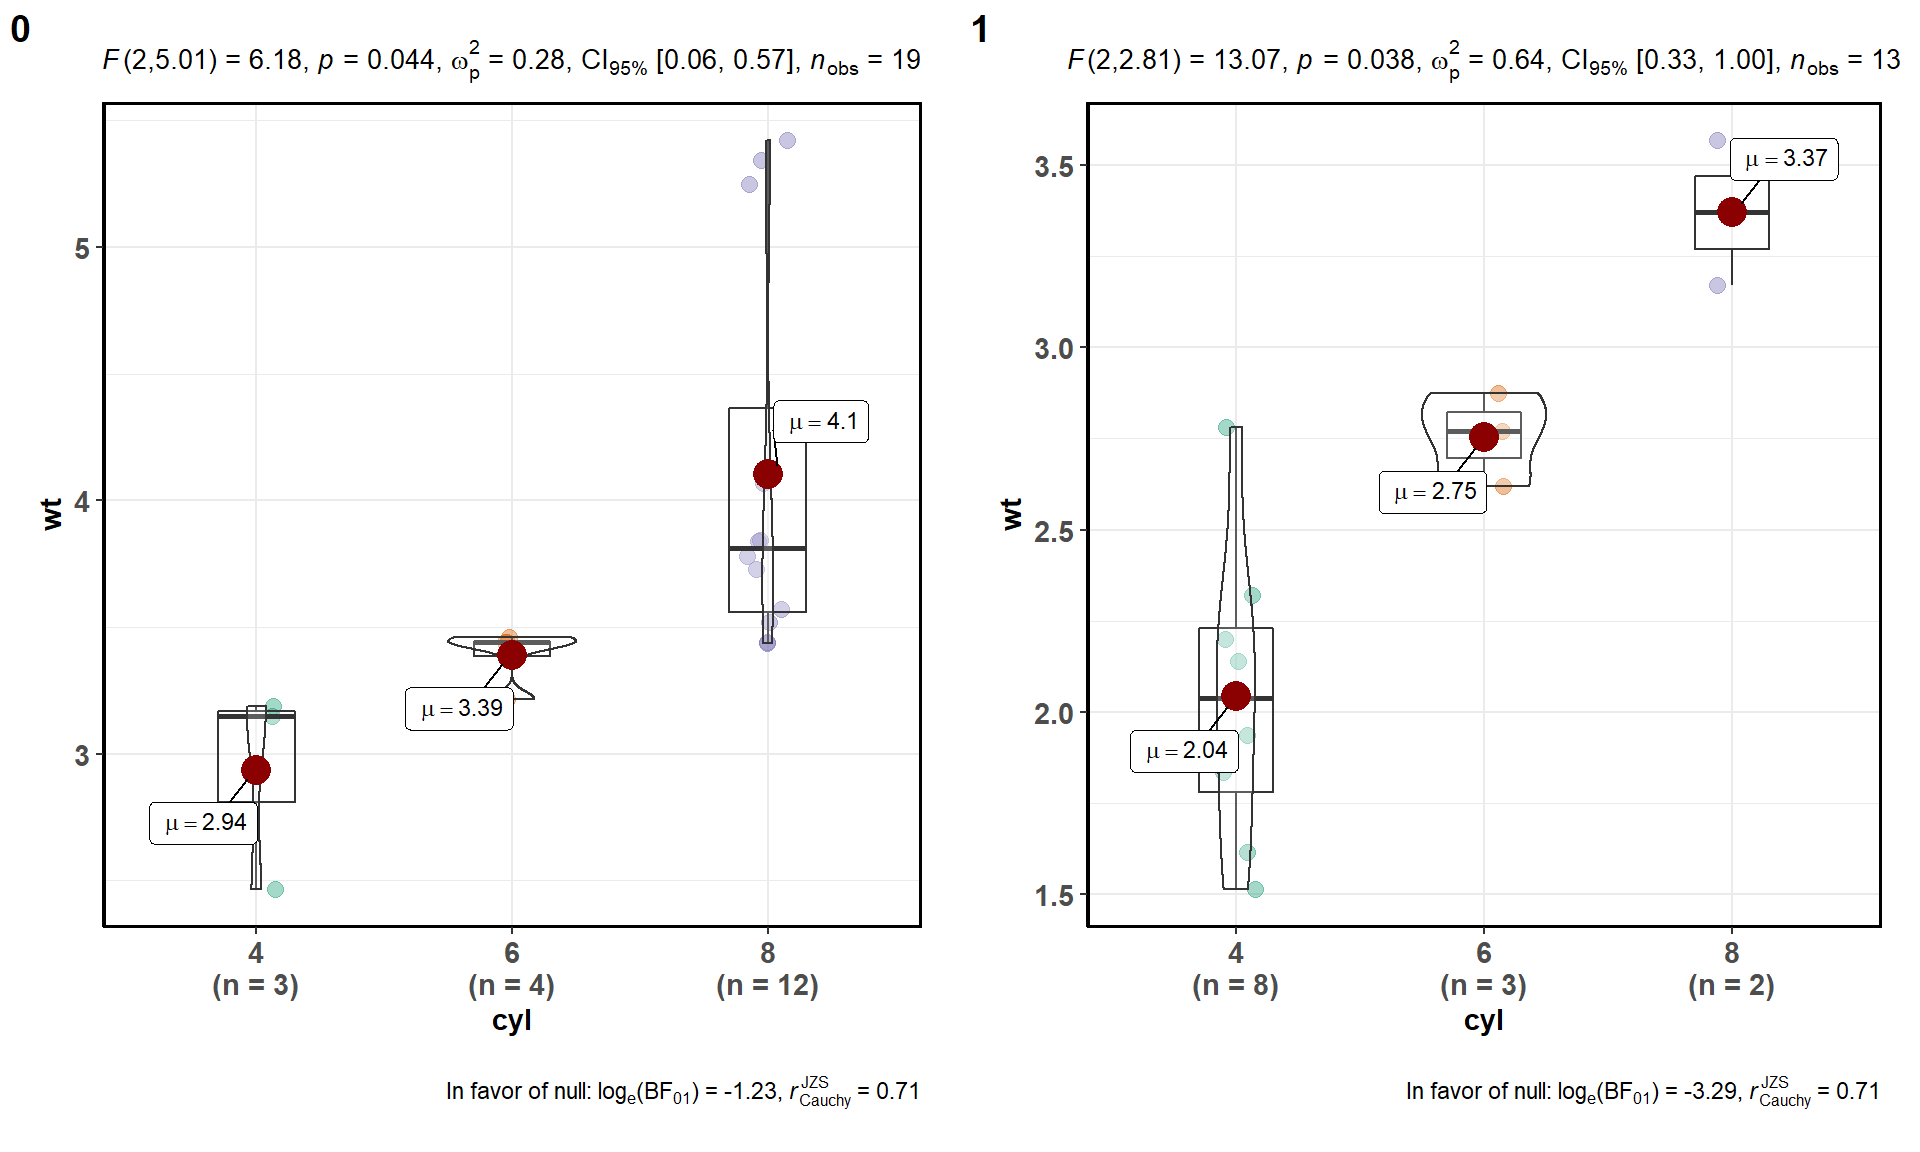 0
F(2,5.01) = 6.18, p = 0.044, ω²ₚ = 0.28, CI₉₅% [0.06, 0.57], nobs = 19
wt
5
4
3
μ = 4.1
μ = 3.39
μ = 2.94
4 6 8
(n = 3) (n = 4) (n = 12)
cyl
In favor of null: logₑ(BF₀₁) = -1.23, r JZS Cauchy = 0.71
1
F(2,2.81) = 13.07, p = 0.038, ω²ₚ = 0.64, CI₉₅% [0.33, 1.00], nobs = 13
wt
3.5
3.0
2.5
2.0
1.5
μ = 3.37
μ = 2.75
μ = 2.04
4 6 8
(n = 8) (n = 3) (n = 2)
cyl
In favor of null: logₑ(BF₀₁) = -3.29, r JZS Cauchy = 0.71